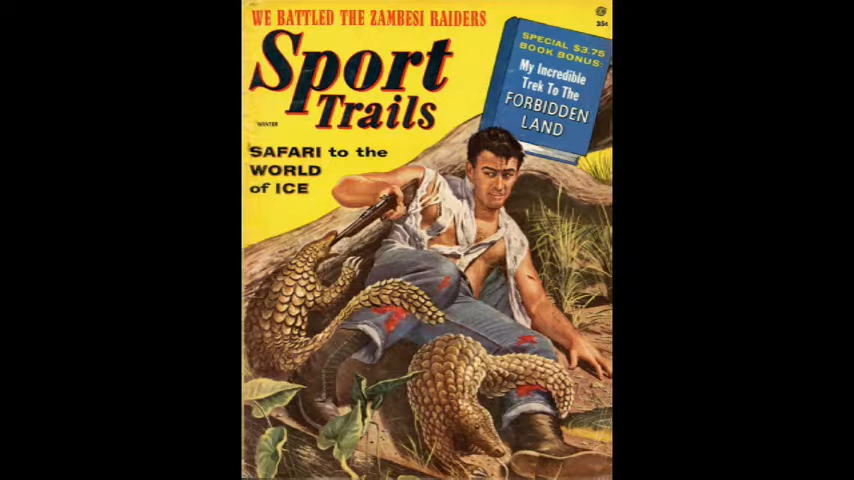 WE BATTLED THE ZAMBESI RAIDERS
35¢
Sport
Trails
WINTER
SPECIAL $3.75
BOOK BONUS:
My Incredible
Trek To The
FORBIDDEN
LAND
SAFARI to the
WORLD
of ICE